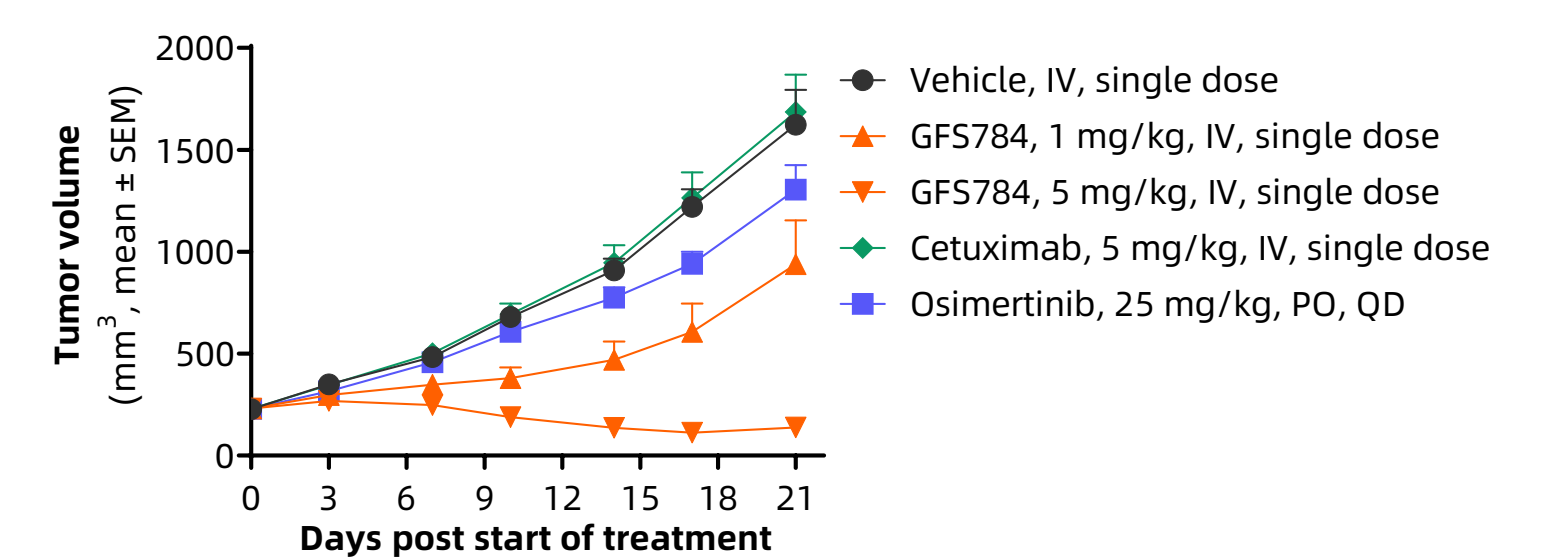 Tumor volume
(mm³, mean ± SEM)
2000
1500
1000
500
0
0 3 6 9 12 15 18 21
Days post start of treatment
Vehicle, IV, single dose
GFS784, 1 mg/kg, IV, single dose
GFS784, 5 mg/kg, IV, single dose
Cetuximab, 5 mg/kg, IV, single dose
Osimertinib, 25 mg/kg, PO, QD